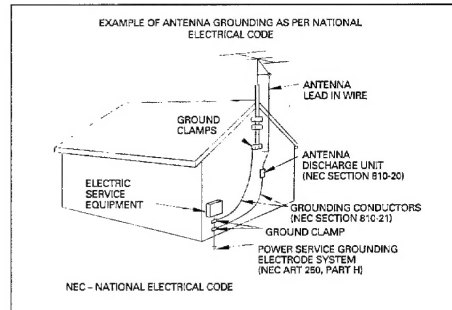 EXAMPLE OF ANTENNA GROUNDING AS PER NATIONAL
ELECTRICAL CODE
ANTENNA
LEAD IN WIRE
GROUND
CLAMPS
ANTENNA
DISCHARGE UNIT
(NEC SECTION 810-20)
ELECTRIC
SERVICE
EQUIPMENT
GROUNDING CONDUCTORS
(NEC SECTION 810-21)
GROUND CLAMP
POWER SERVICE GROUNDING
ELECTRODE SYSTEM
(NEC ART 250, PART H)
NEC – NATIONAL ELECTRICAL CODE